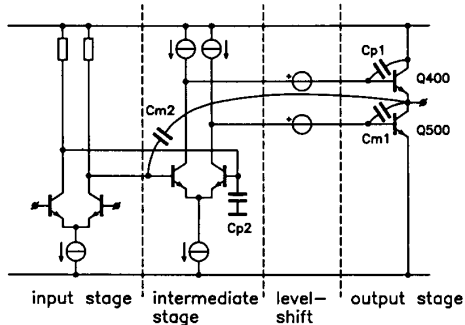 Cp1
Q400
Cm2
Cm1
Q500
Cp2
+
+
input stage
intermediate
stage
level-
shift
output stage